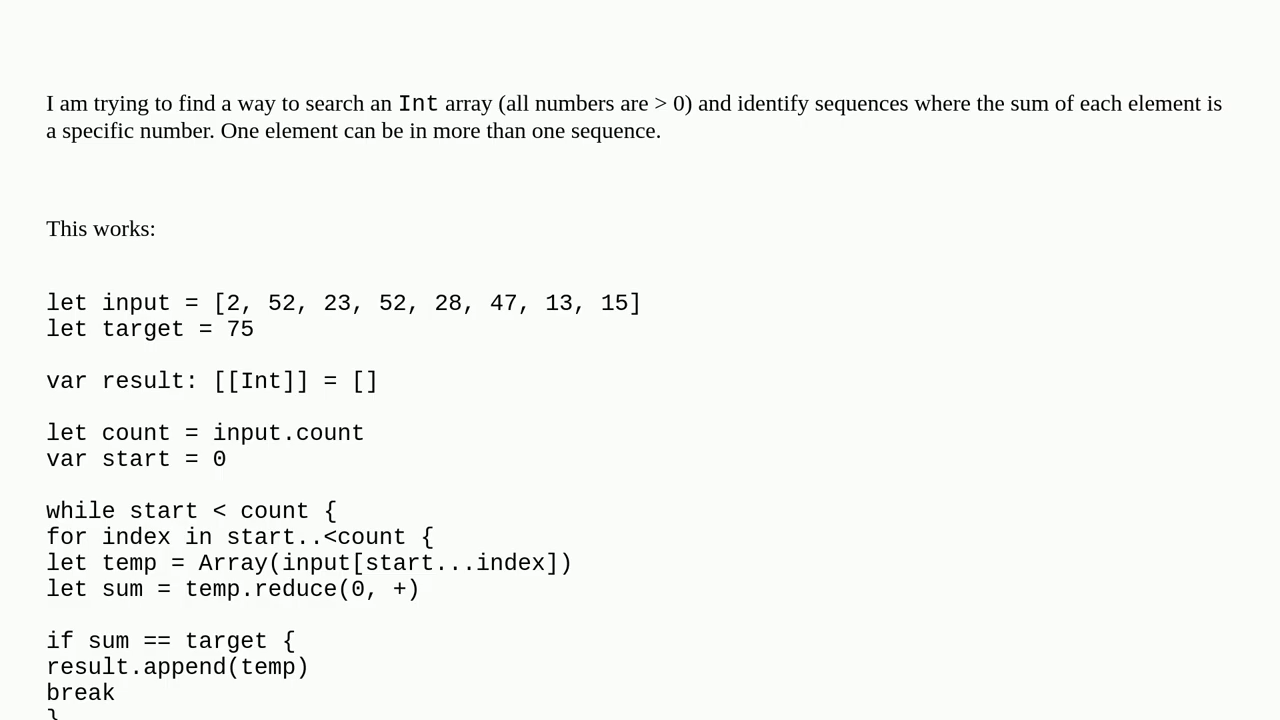 I am trying to find a way to search an Int array (all numbers are > 0) and identify sequences where the sum of each element is
a specific number. One element can be in more than one sequence.
This works:
let input = [2, 52, 23, 52, 28, 47, 13, 15]
let target = 75
var result: [[Int]] = []
let count = input.count
var start = 0
while start < count {
for index in start..<count {
let temp = Array(input[start...index])
let sum = temp.reduce(0, +)
if sum == target {
result.append(temp)
break
}